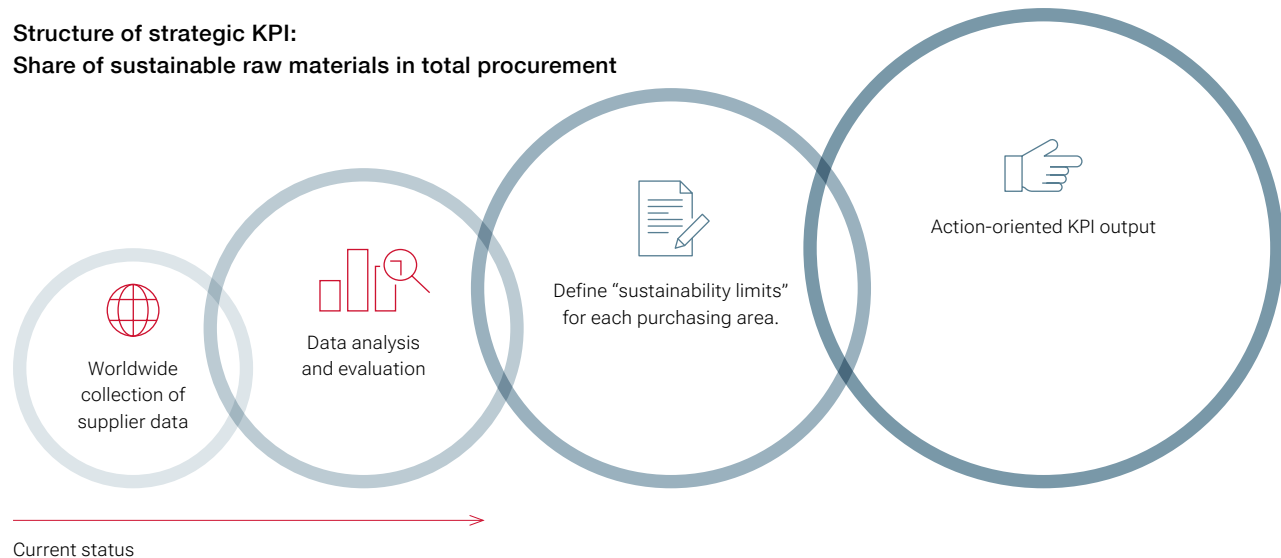 Structure of strategic KPI:
Share of sustainable raw materials in total procurement
Worldwide
collection of
supplier data
Data analysis
and evaluation
Define “sustainability limits”
for each purchasing area.
Action-oriented KPI output
Current status